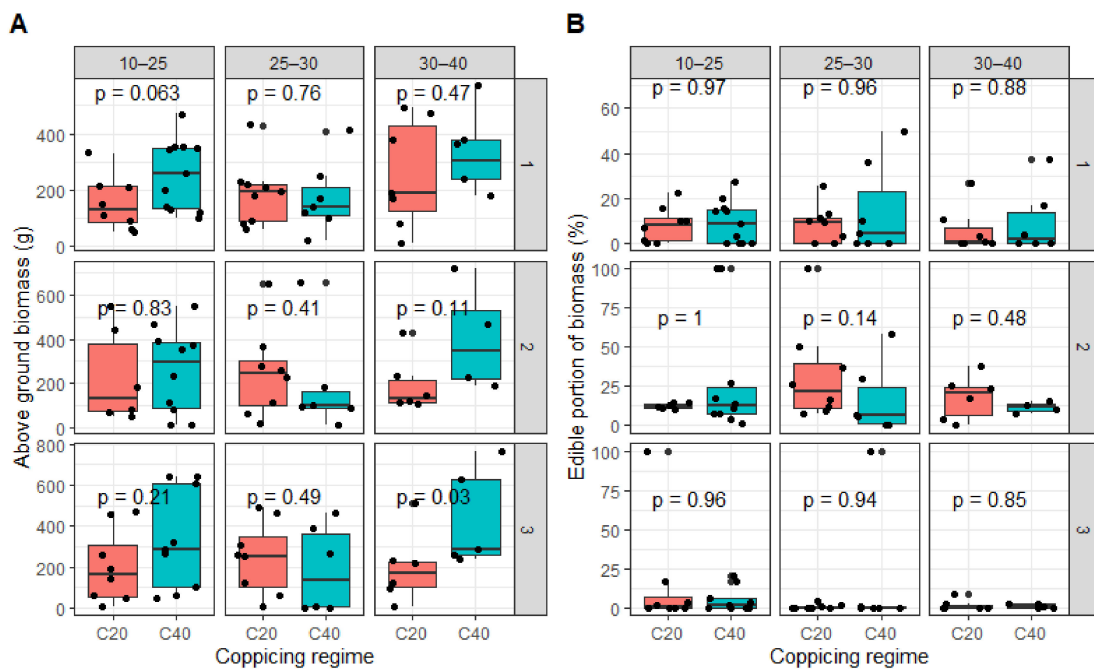 A
10–25 25–30 30–40
p = 0.063 p = 0.76 p = 0.47
1
400
200
0
p = 0.83 p = 0.41 p = 0.11
2
600
400
200
0
p = 0.21 p = 0.49 p = 0.03
3
800
600
400
200
0
Above ground biomass (g)
C20 C40 C20 C40 C20 C40
Coppicing regime
B
10–25 25–30 30–40
p = 0.97 p = 0.96 p = 0.88
1
60
40
20
0
p = 1 p = 0.14 p = 0.48
2
100
75
50
25
0
p = 0.96 p = 0.94 p = 0.85
3
100
75
50
25
0
Edible portion of biomass (%)
C20 C40 C20 C40 C20 C40
Coppicing regime